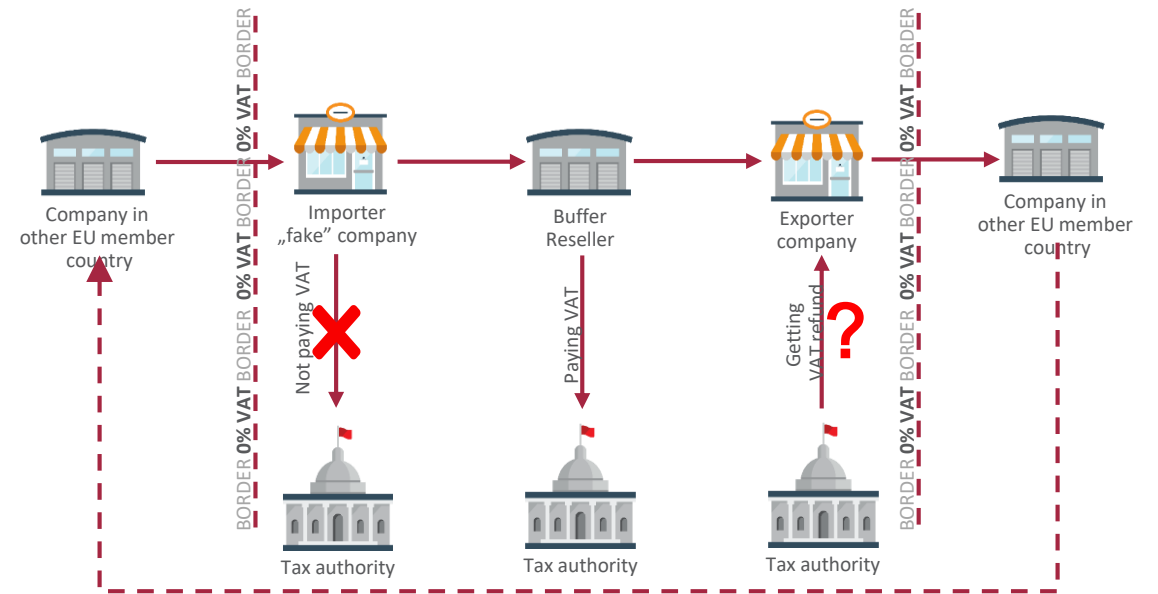 BORDER 0% VAT BORDER 0% VAT BORDER 0% VAT BORDER
BORDER 0% VAT BORDER 0% VAT BORDER 0% VAT BORDER
Company in
other EU member
country
Importer
„fake” company
Buffer
Reseller
Exporter
company
Company in
other EU member
country
Not paying VAT
Paying VAT
Getting
VAT refund
?
Tax authority
Tax authority
Tax authority